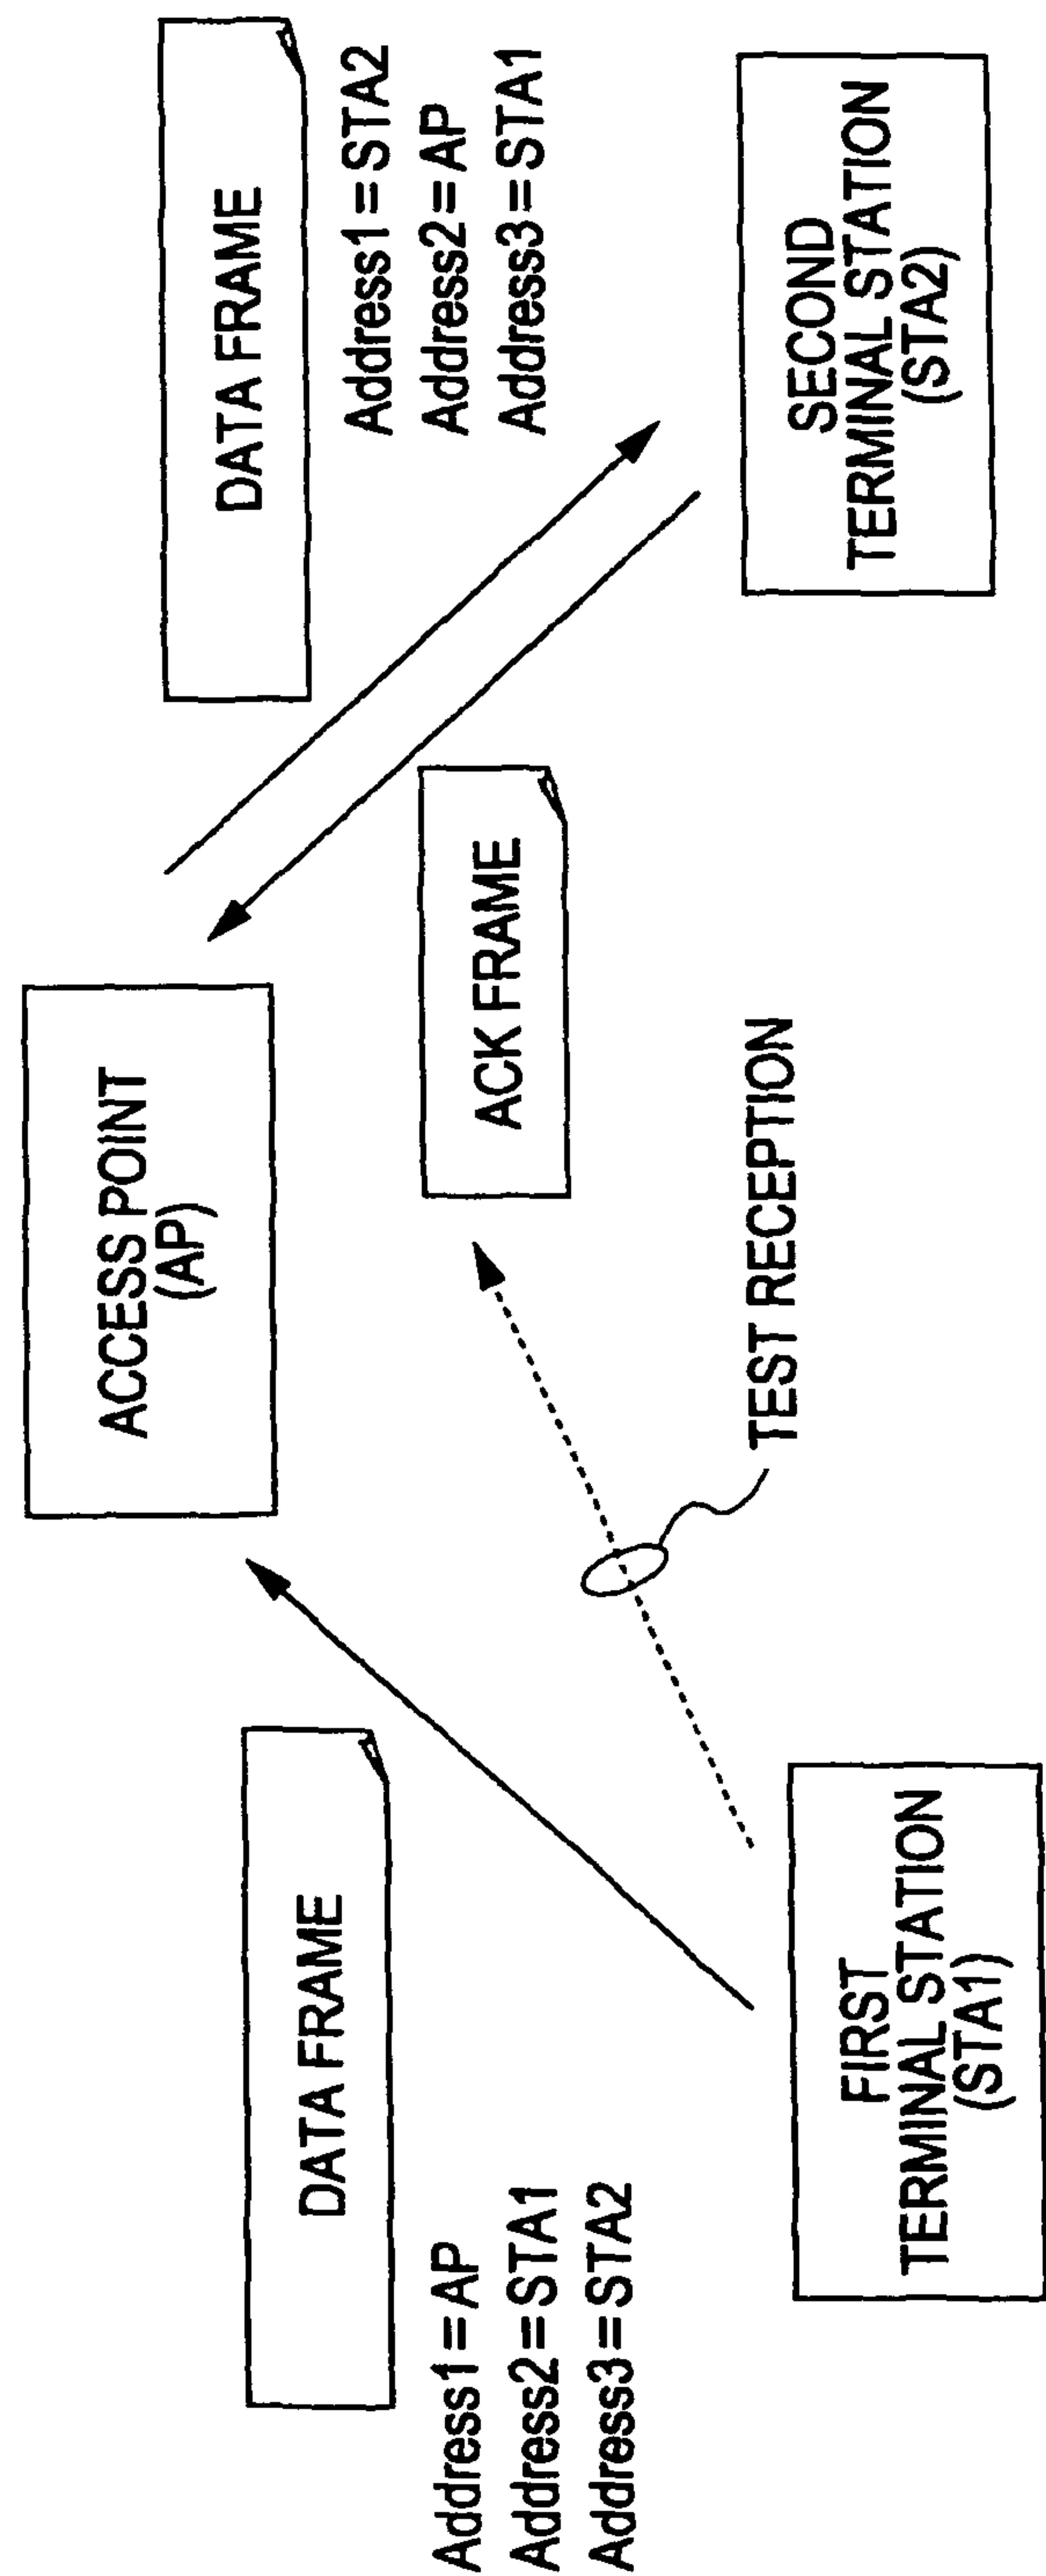 DATA FRAME
Address1=STA2
Address2=AP
Address3=STA1
ACCESS POINT
(AP)
ACK FRAME
SECOND
TERMINAL STATION
(STA2)
TEST RECEPTION
DATA FRAME
Address1=AP
Address2=STA1
Address3=STA2
FIRST
TERMINAL STATION
(STA1)